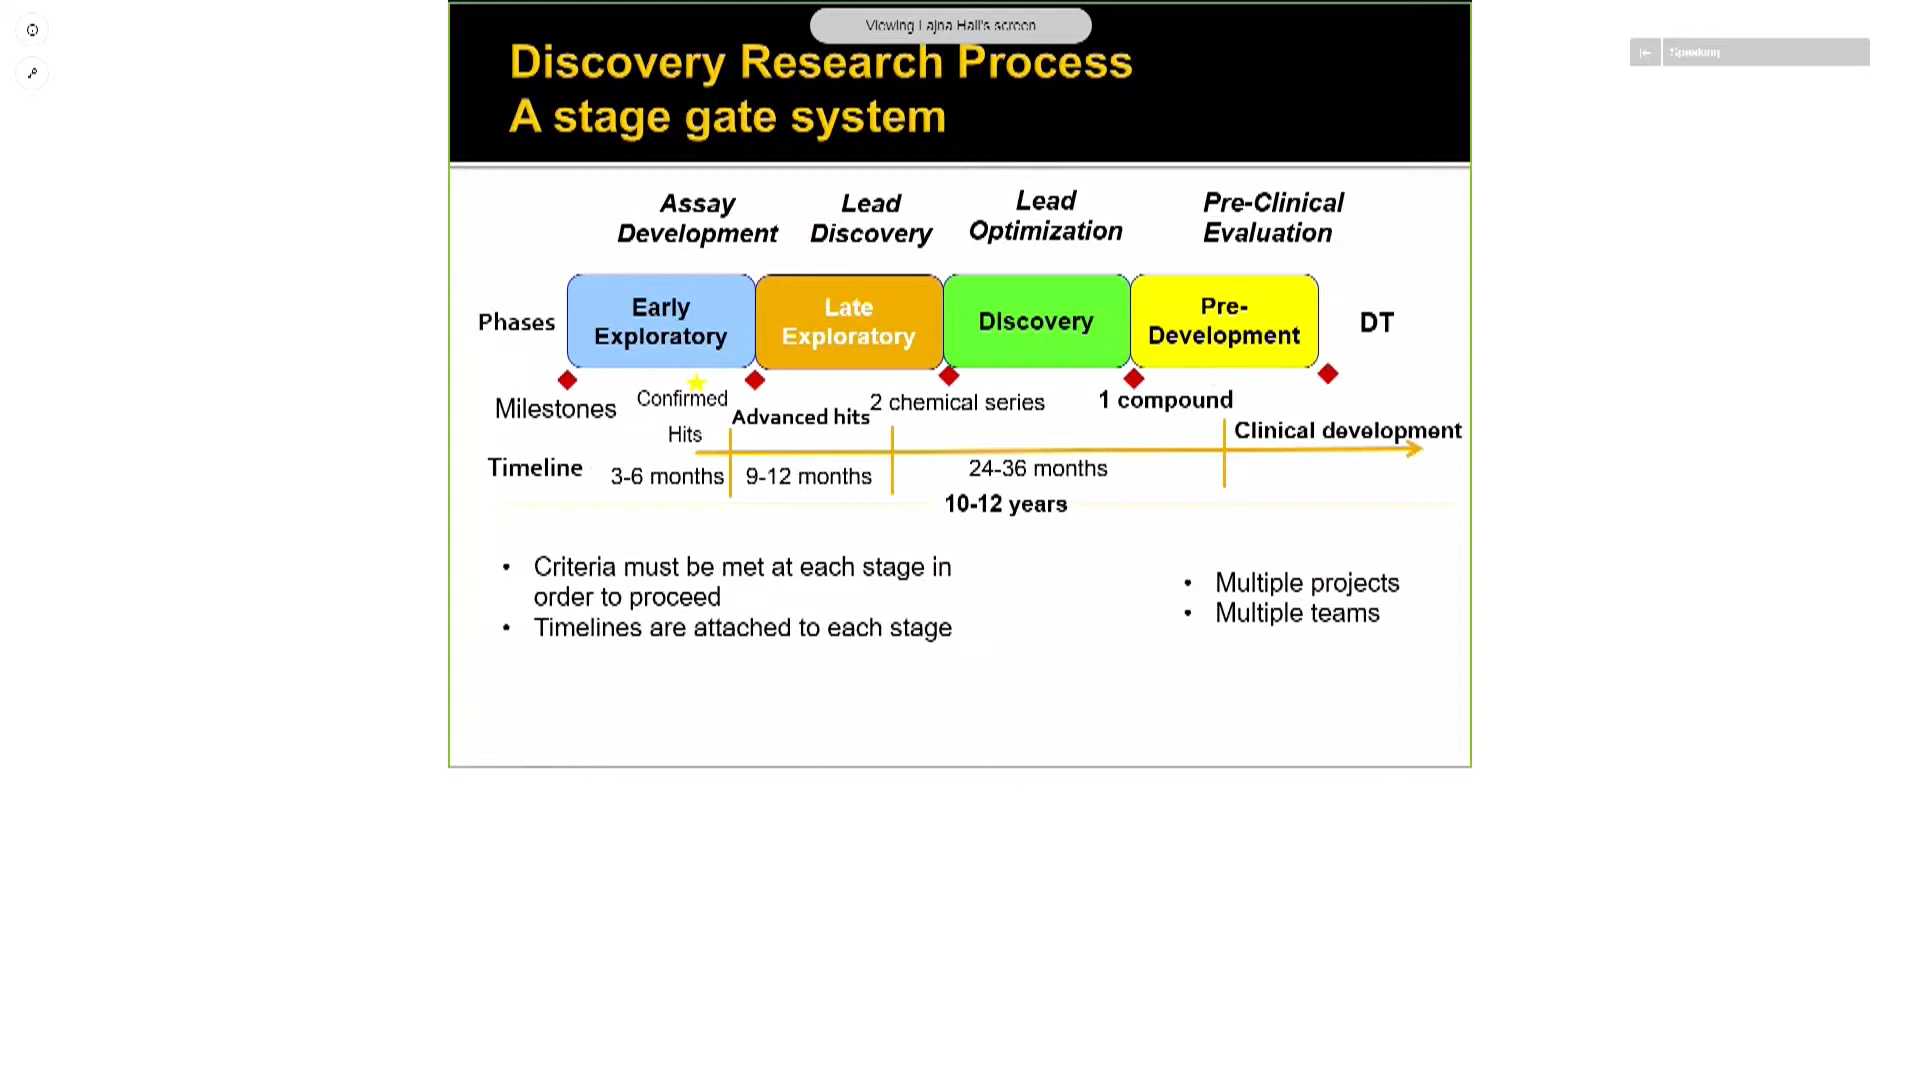 Viewing Lajna Hall's screen
Speaking
Discovery Research Process
A stage gate system
Assay
Development
Lead
Discovery
Lead
Optimization
Pre-Clinical
Evaluation
Phases
Early
Exploratory
Late
Exploratory
Discovery
Pre-
Development
DT
Milestones
Confirmed
Hits
Advanced hits
2 chemical series
1 compound
Clinical development
Timeline
3-6 months
9-12 months
24-36 months
10-12 years
• Criteria must be met at each stage in
order to proceed
• Timelines are attached to each stage
• Multiple projects
• Multiple teams